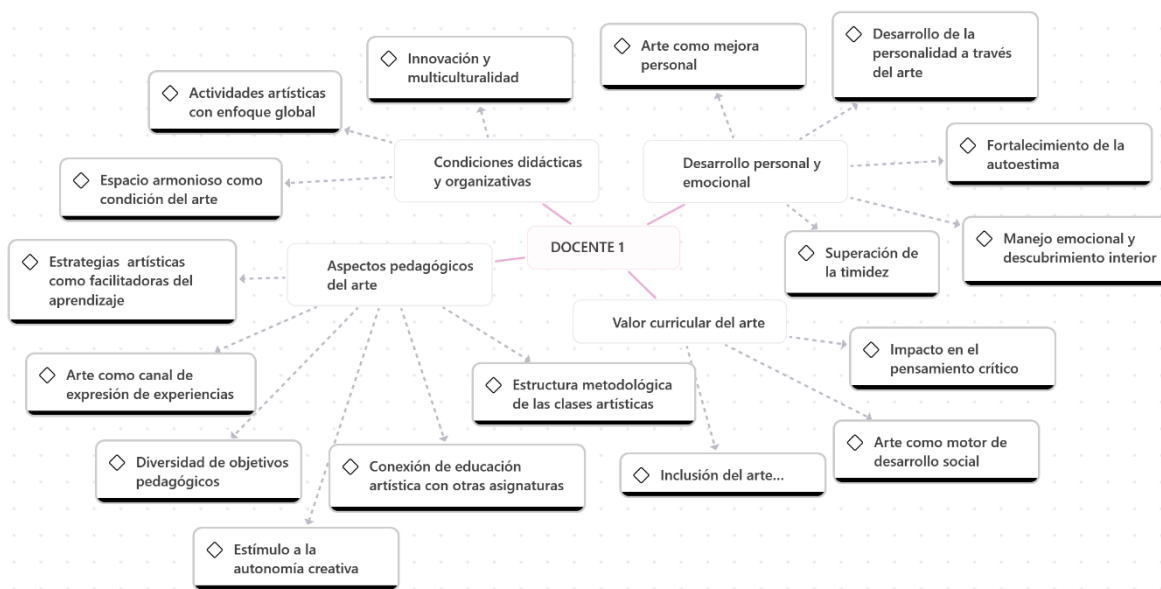 Innovación y
multiculturalidad
Arte como mejora
personal
Desarrollo de la
personalidad a través
del arte
Actividades artísticas
con enfoque global
Condiciones didácticas
y organizativas
Desarrollo personal y
emocional
Fortalecimiento de la
autoestima
Espacio armonioso como
condición del arte
DOCENTE 1
Superación de
la timidez
Manejo emocional y
descubrimiento interior
Estrategias artísticas
como facilitadoras del
aprendizaje
Aspectos pedagógicos
del arte
Valor curricular del arte
Impacto en el
pensamiento crítico
Arte como canal de
expresión de experiencias
Estructura metodológica
de las clases artísticas
Diversidad de objetivos
pedagógicos
Conexión de educación
artística con otras asignaturas
Inclusión del arte...
Arte como motor de
desarrollo social
Estímulo a la
autonomía creativa